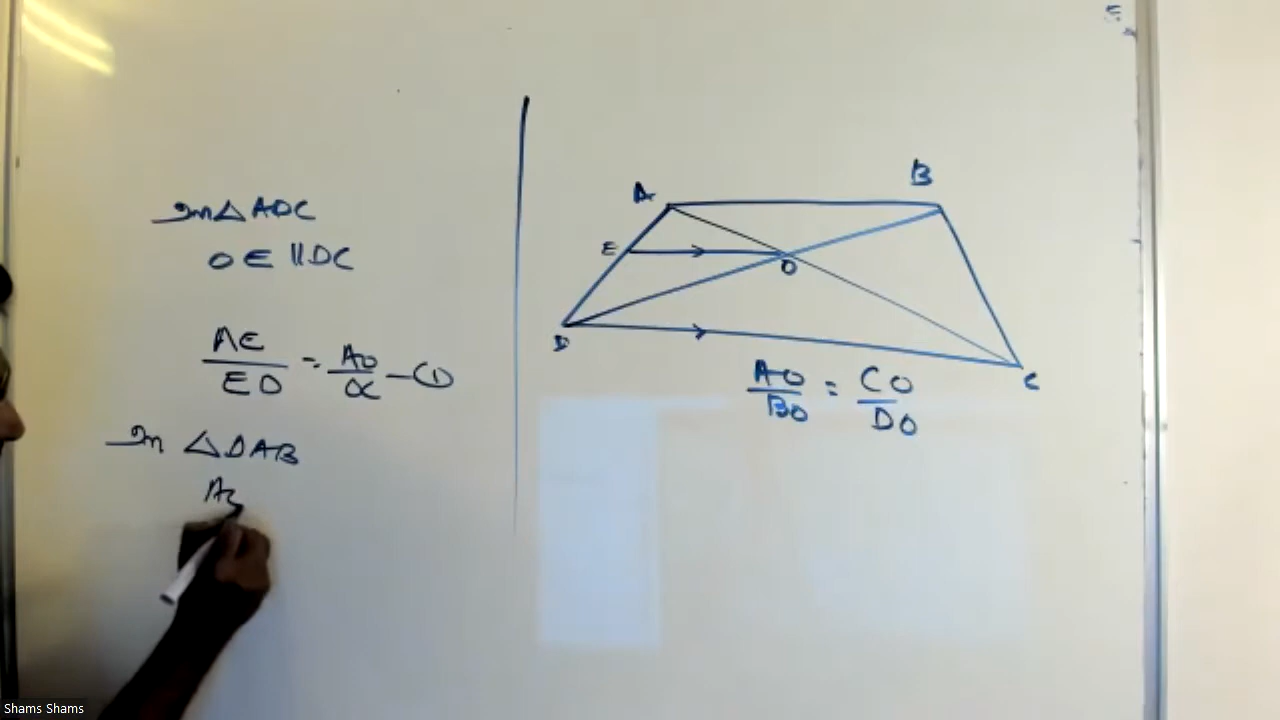 In △ADC
OE || DC
AE/ED = AO/OC - ①
In △DAB
A B
A
B
E
O
D
C
AO/BO = CO/DO
Shams Shams